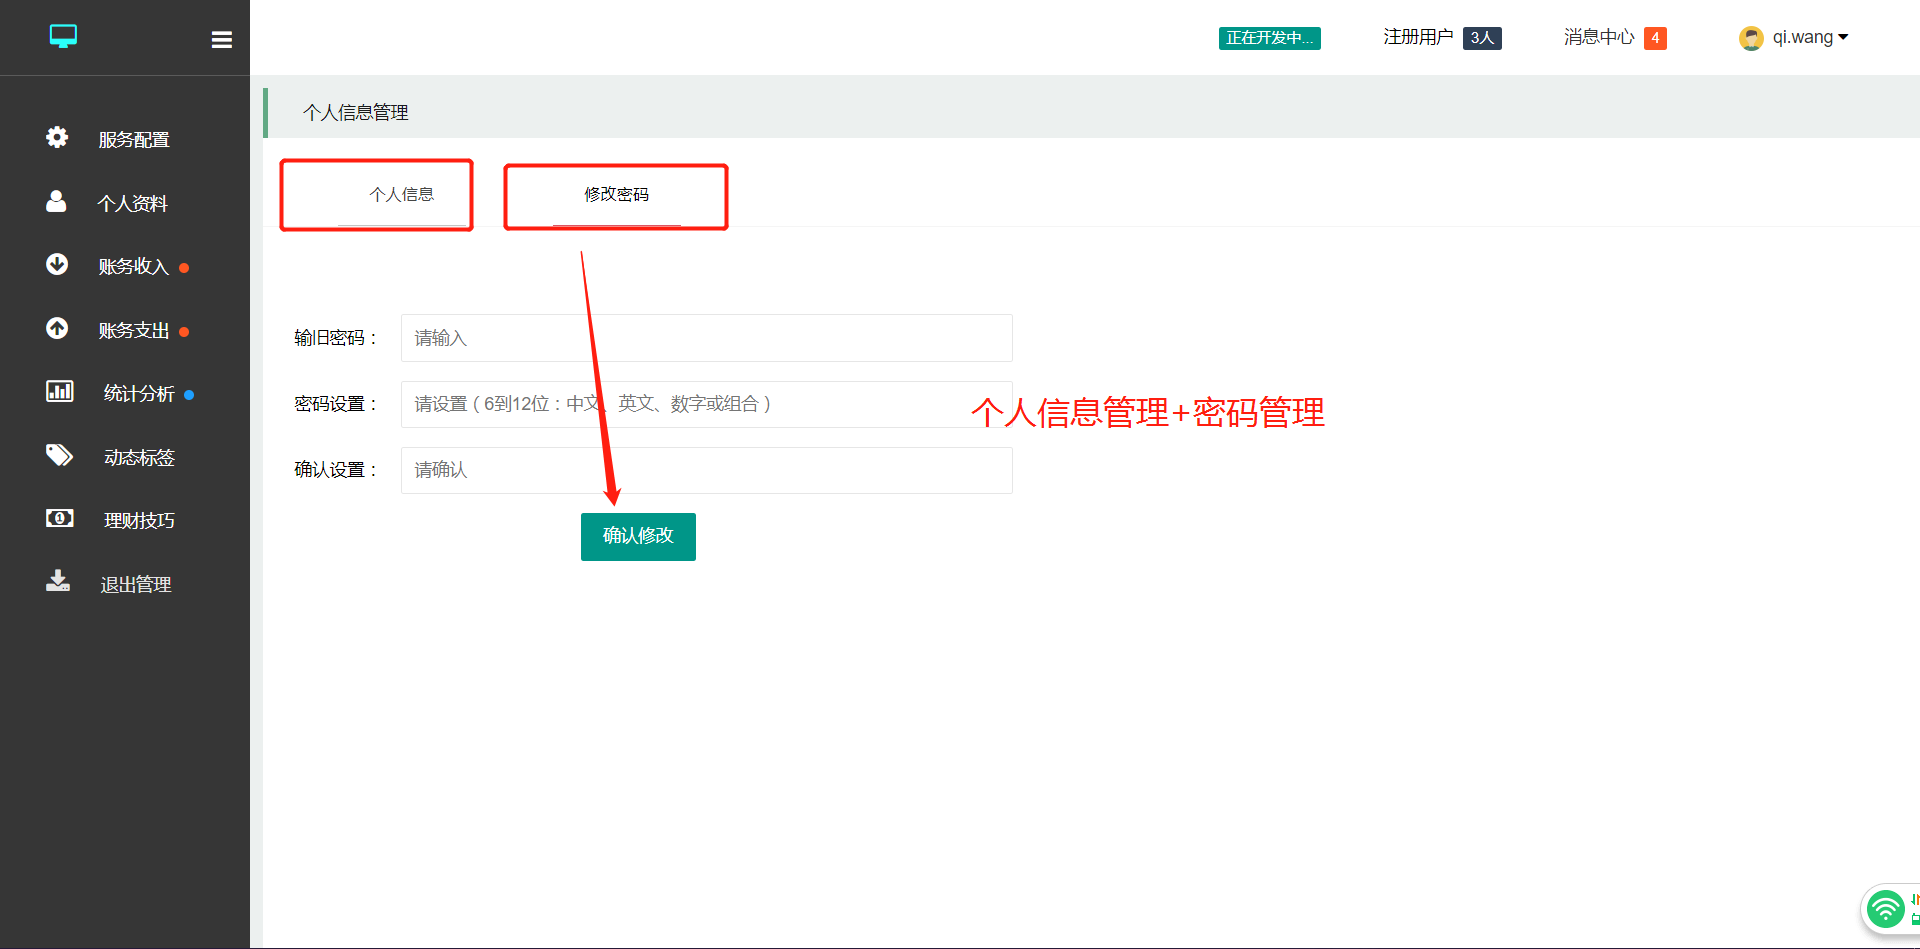 正在开发中...
注册用户 3人
消息中心 4
qi.wang
服务配置
个人资料
账务收入
账务支出
统计分析
动态标签
理财技巧
退出管理
个人信息管理
个人信息
修改密码
输旧密码：
请输入
密码设置：
请设置（6到12位：中文、英文、数字或组合）
确认设置：
请确认
确认修改
个人信息管理+密码管理